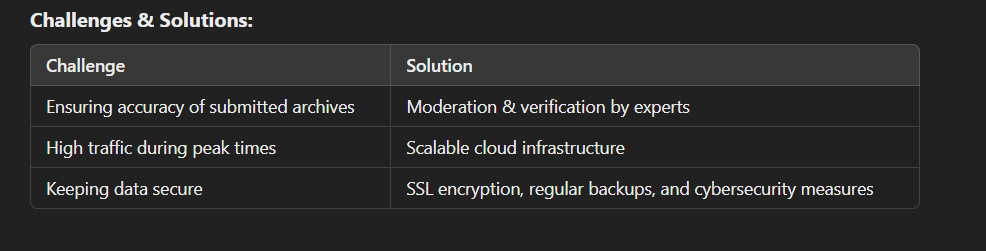 Challenges & Solutions:
Challenge Solution
Ensuring accuracy of submitted archives Moderation & verification by experts
High traffic during peak times Scalable cloud infrastructure
Keeping data secure SSL encryption, regular backups, and cybersecurity measures